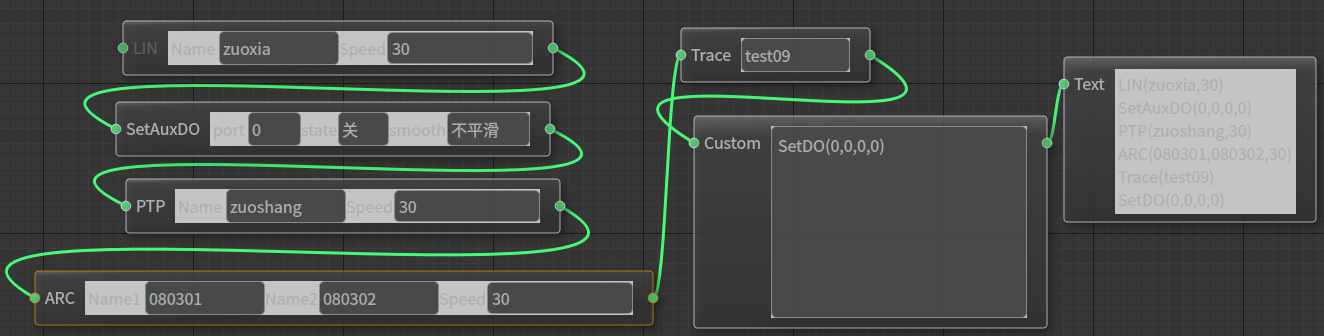 LIN Name zuoxia Speed 30
SetAuxDO port 0 state 关 smooth 不平滑
PTP Name zuoshang Speed 30
ARC Name1 080301 Name2 080302 Speed 30
Trace test09
Custom SetDO(0,0,0,0)
Text LIN(zuoxia,30)
SetAuxDO(0,0,0,0)
PTP(zuoshang,30)
ARC(080301,080302,30)
Trace(test09)
SetDO(0,0,0,0)